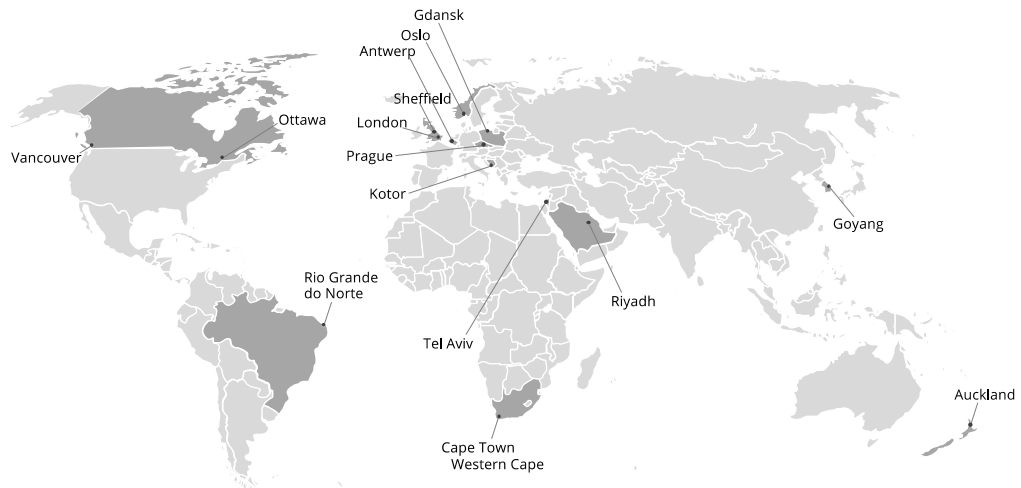 Gdansk
Oslo
Antwerp
Sheffield
London
Ottawa
Vancouver
Prague
Kotor
Goyang
Rio Grande
do Norte
Riyadh
Tel Aviv
Auckland
Cape Town
Western Cape